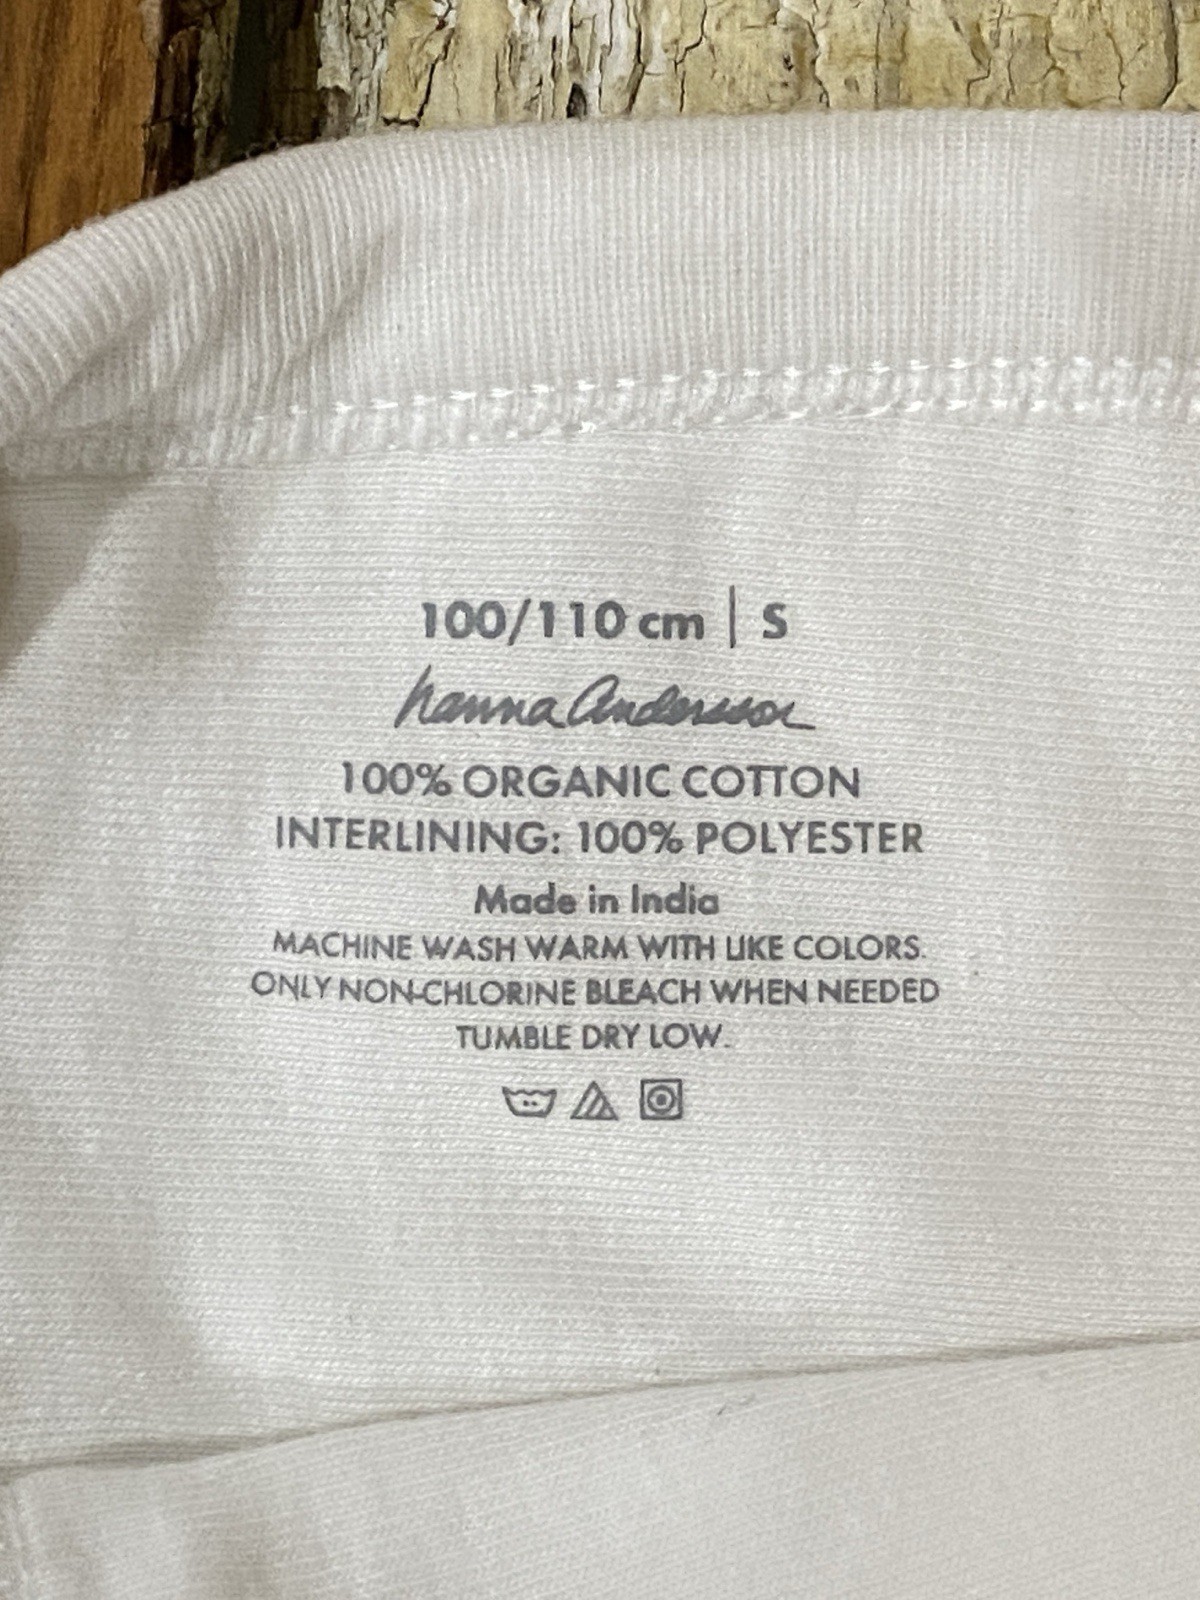 100/110 cm | S
hanna Andersson
100% ORGANIC COTTON
INTERLINING: 100% POLYESTER
Made in India
MACHINE WASH WARM WITH LIKE COLORS.
ONLY NON-CHLORINE BLEACH WHEN NEEDED
TUMBLE DRY LOW.